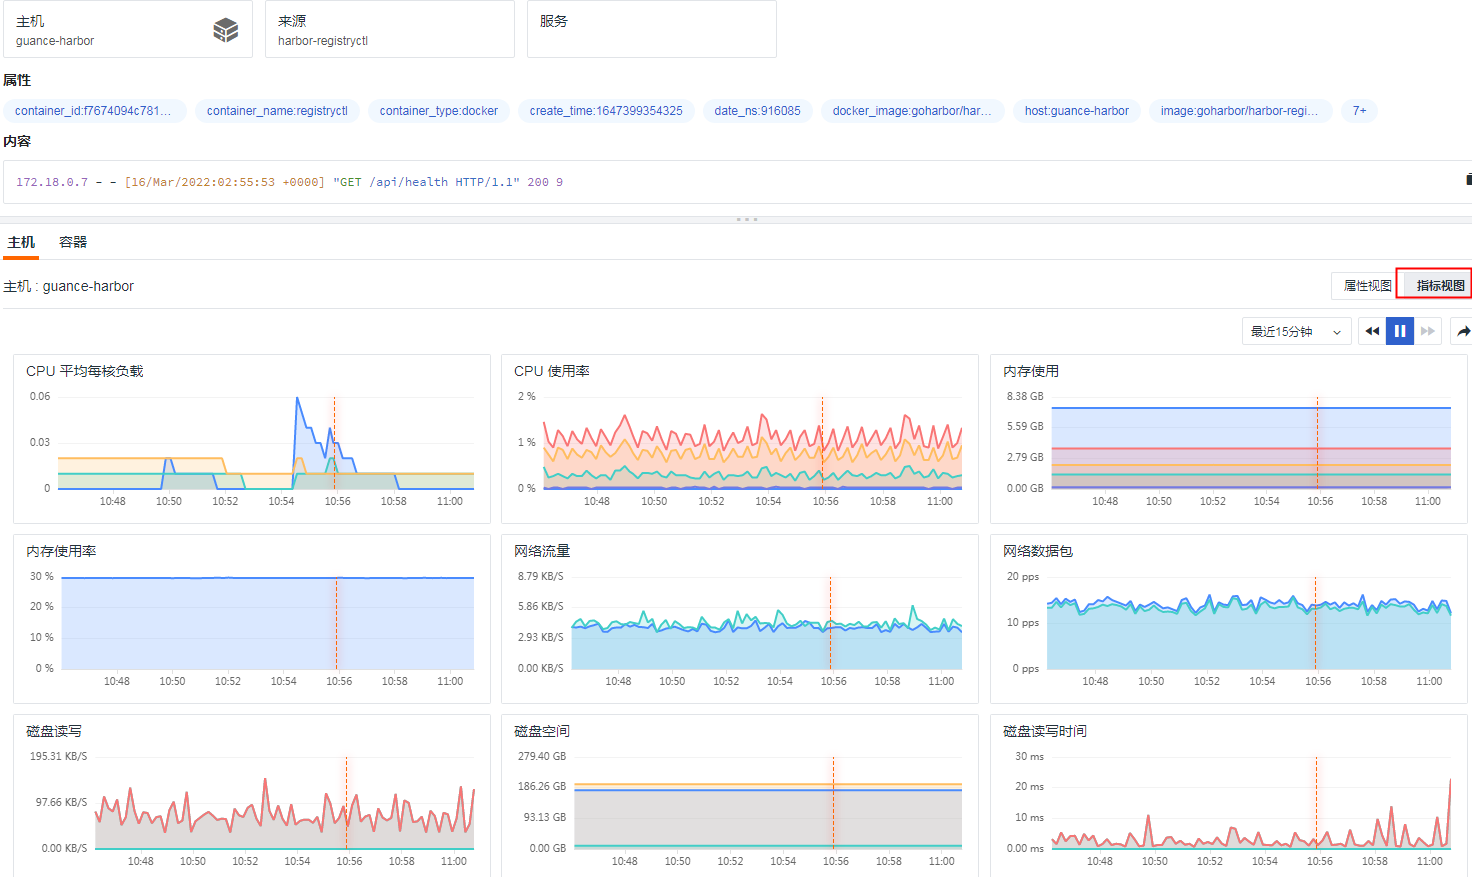 主机
guance-harbor
来源
harbor-registryctl
服务
属性
container_id:f7674094c781... container_name:registryctl container_type:docker create_time:1647399354325 date_ns:916085 docker_image:goharbor/har... host:guance-harbor image:goharbor/harbor-regi... 7+
内容
172.18.0.7 - - [16/Mar/2022:02:55:53 +0000] "GET /api/health HTTP/1.1" 200 9
主机 容器
主机 : guance-harbor
属性视图 指标视图
最近15分钟
CPU 平均每核负载
0.06
0.03
0
10:48 10:50 10:52 10:54 10:56 10:58 11:00
CPU 使用率
2 %
1 %
0 %
10:48 10:50 10:52 10:54 10:56 10:58 11:00
内存使用
8.38 GB
5.59 GB
2.79 GB
0.00 GB
10:48 10:50 10:52 10:54 10:56 10:58 11:00
内存使用率
30 %
20 %
10 %
0 %
10:48 10:50 10:52 10:54 10:56 10:58 11:00
网络流量
8.79 KB/S
5.86 KB/S
2.93 KB/S
0.00 KB/S
10:48 10:50 10:52 10:54 10:56 10:58 11:00
网络数据包
20 pps
10 pps
0 pps
10:48 10:50 10:52 10:54 10:56 10:58 11:00
磁盘读写
195.31 KB/S
97.66 KB/S
0.00 KB/S
10:48 10:50 10:52 10:54 10:56 10:58 11:00
磁盘空间
279.40 GB
186.26 GB
93.13 GB
0.00 GB
10:48 10:50 10:52 10:54 10:56 10:58 11:00
磁盘读写时间
30 ms
20 ms
10 ms
0.00 ms
10:48 10:50 10:52 10:54 10:56 10:58 11:00